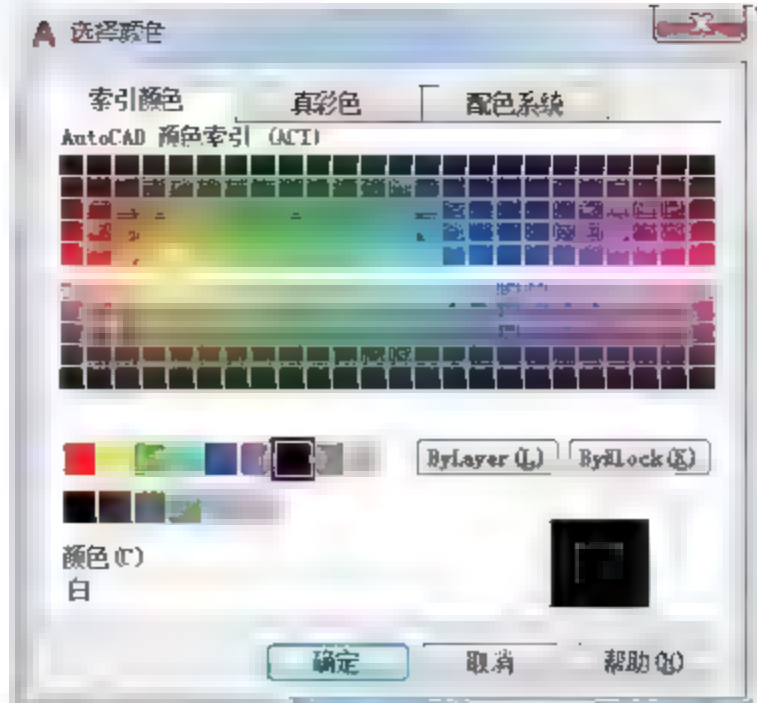 选择颜色
索引颜色 真彩色 配色系统
AutoCAD 颜色索引 (ACI)
ByLayer(L) ByBlock(K)
颜色(C)
白
确定 取消 帮助(H)